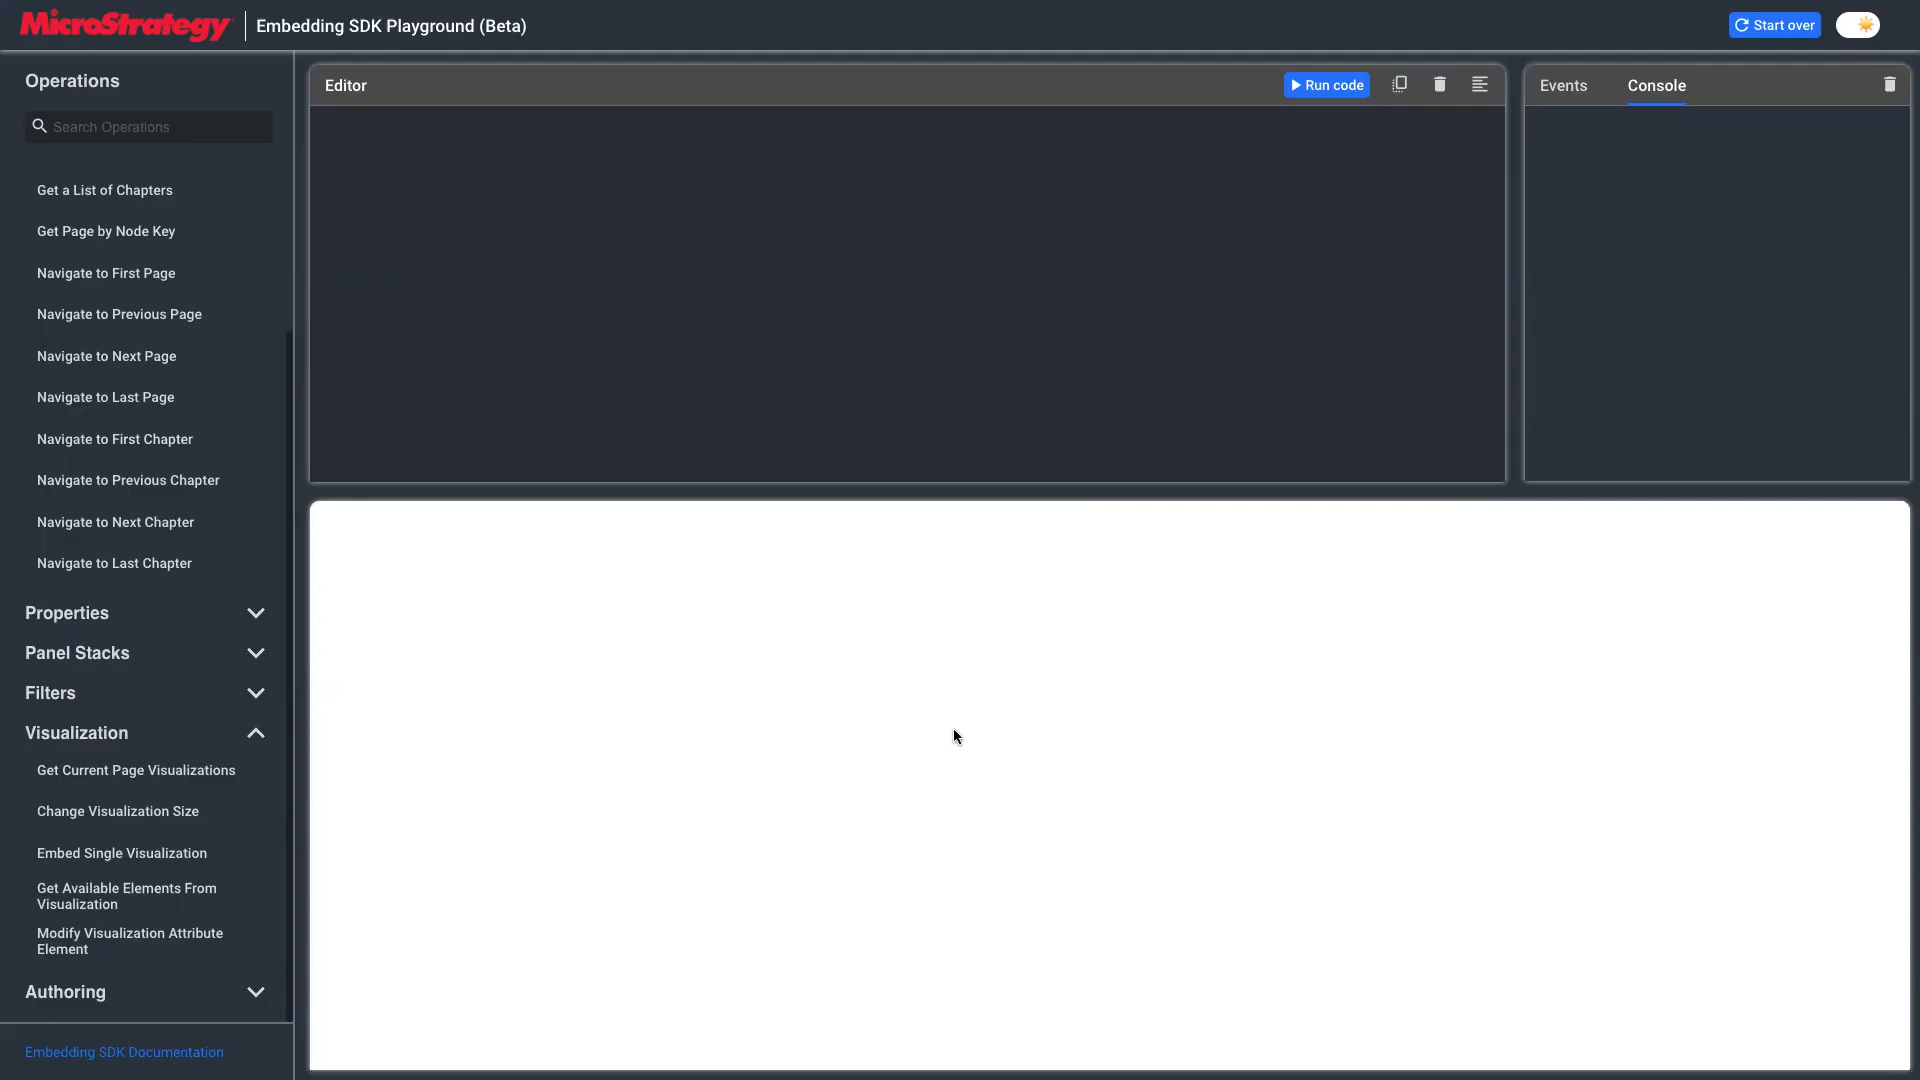 MicroStrategy
Embedding SDK Playground (Beta)
Start over
Operations
Search Operations
Get a List of Chapters
Get Page by Node Key
Navigate to First Page
Navigate to Previous Page
Navigate to Next Page
Navigate to Last Page
Navigate to First Chapter
Navigate to Previous Chapter
Navigate to Next Chapter
Navigate to Last Chapter
Properties
Panel Stacks
Filters
Visualization
Get Current Page Visualizations
Change Visualization Size
Embed Single Visualization
Get Available Elements From
Visualization
Modify Visualization Attribute
Element
Authoring
Embedding SDK Documentation
Editor
Run code
Events
Console